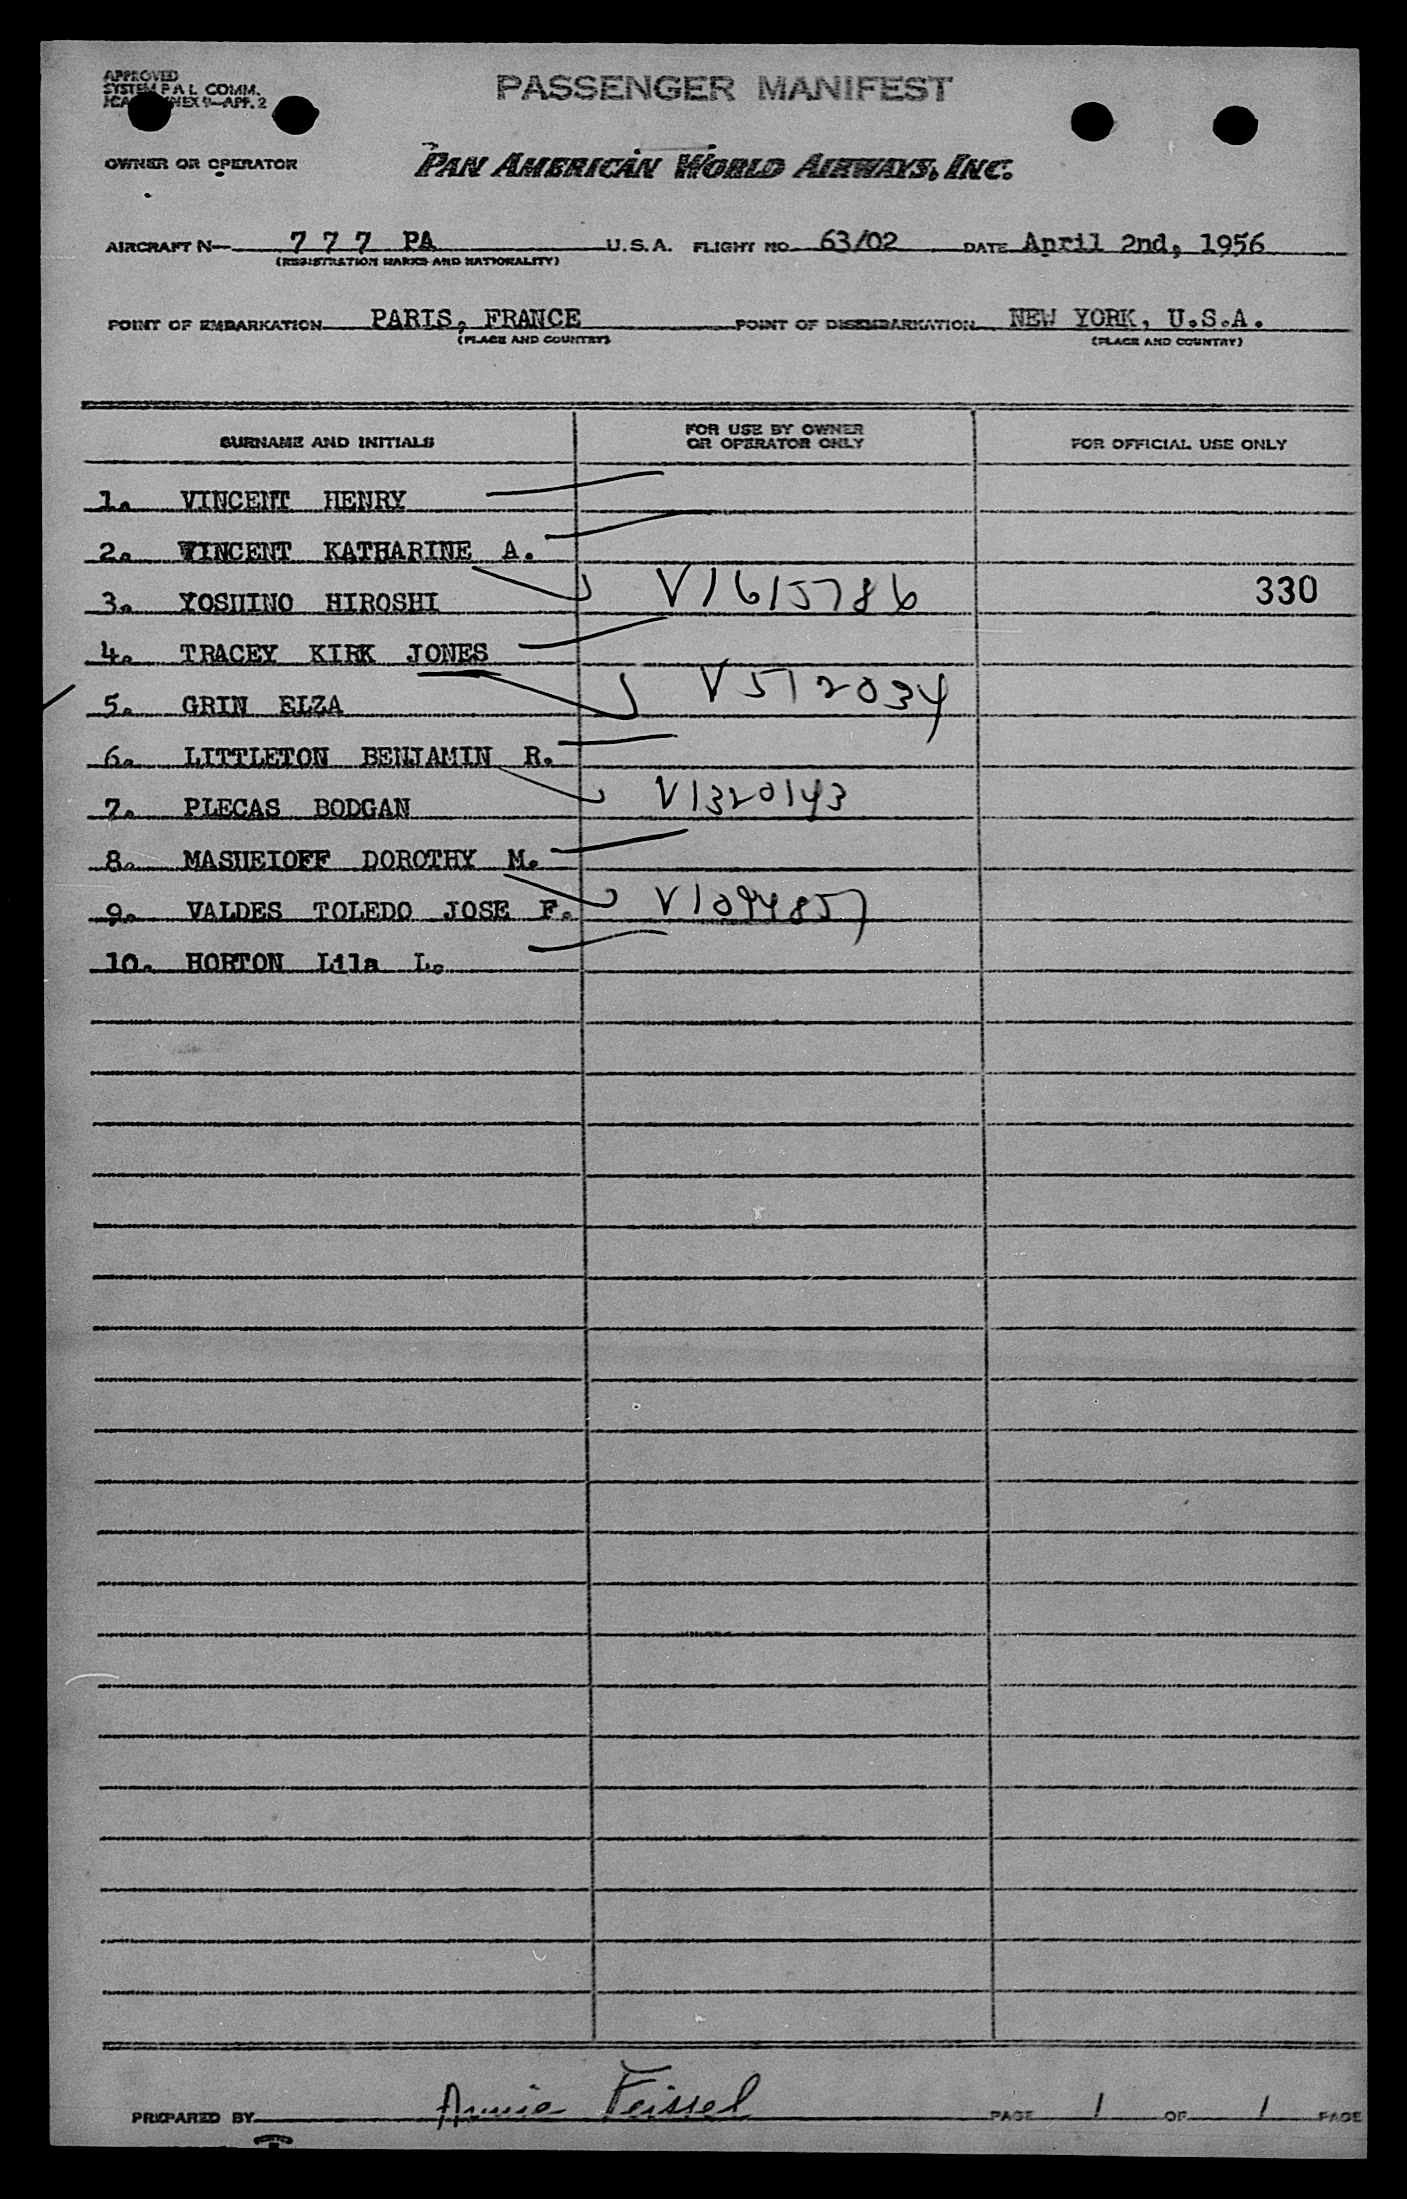 APPROVED
SYSTEM P A L COMM.
PASSENGER MANIFEST
OWNER OR OPERATOR PAN AMERICAN WORLD AIRWAYS, INC.
AIRCRAFT N— 7 7 7 PA U.S.A. FLIGHT NO. 63/02 DATE April 2nd, 1956
(REGISTRATION MARKS AND NATIONALITY)
POINT OF EMBARKATION PARIS, FRANCE POINT OF DISEMBARKATION NEW YORK, U.S.A.
(PLACE AND COUNTRY) (PLACE AND COUNTRY)
SURNAME AND INITIALS FOR USE BY OWNER OR OPERATOR ONLY FOR OFFICIAL USE ONLY
1. VINCENT HENRY
2. VINCENT KATHARINE A.
3. YOSHINO HIROSHI V1615786 330
4. TRACEY KIRK JONES
5. GRIN ELZA V512034
6. LITTLETON BENJAMIN R.
7. PLECAS BODGAN V1320143
8. MASHEIOFF DOROTHY M.
9. VALDES TOLEDO JOSE F. V1094857
10. HORTON Lila L.
PREPARED BY Annie Feissel PAGE 1 OF 1 PAGE